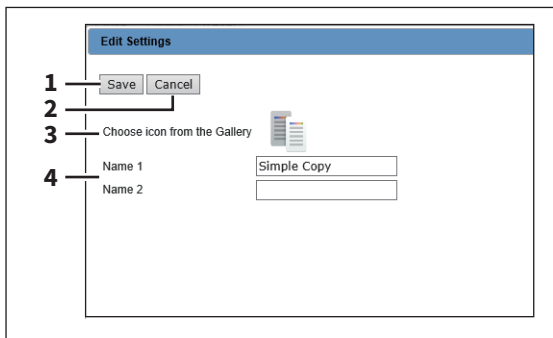 Edit Settings
1 Save Cancel
2
3 Choose icon from the Gallery
Name 1 Simple Copy
4
Name 2